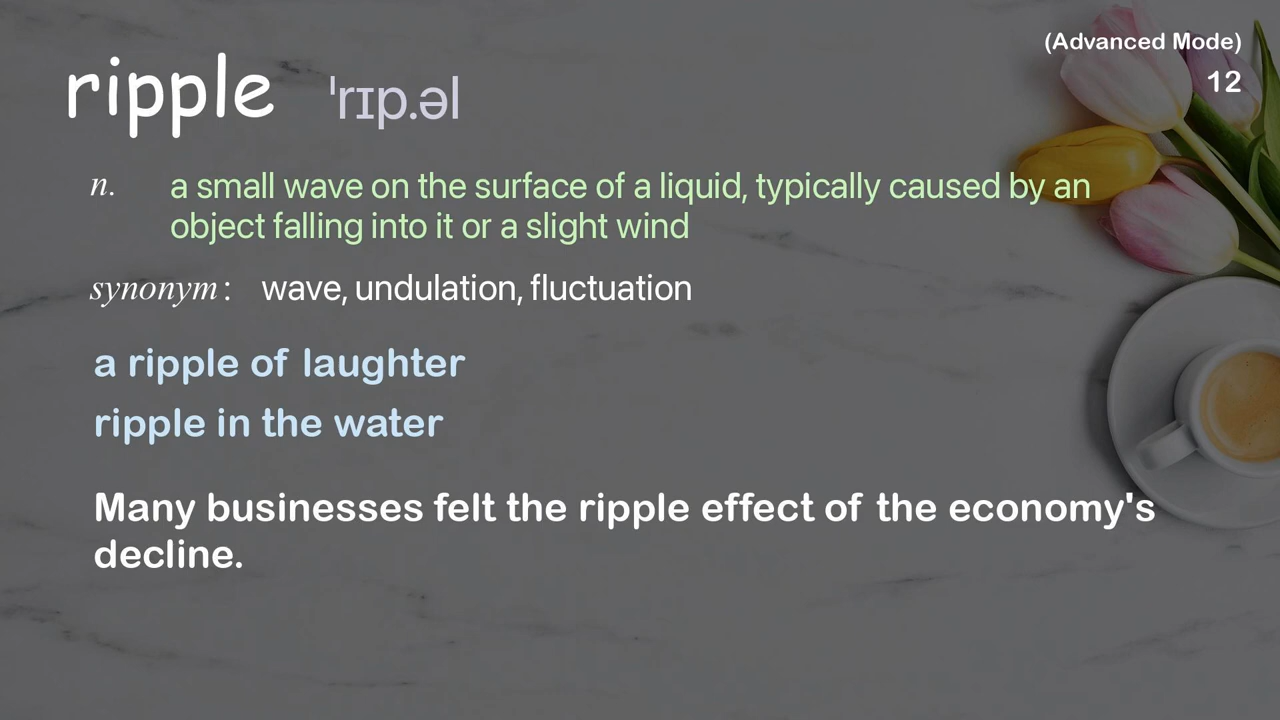 (Advanced Mode)
12
ripple ˈrɪp.əl
n. a small wave on the surface of a liquid, typically caused by an
object falling into it or a slight wind
synonym: wave, undulation, fluctuation
a ripple of laughter
ripple in the water
Many businesses felt the ripple effect of the economy's
decline.